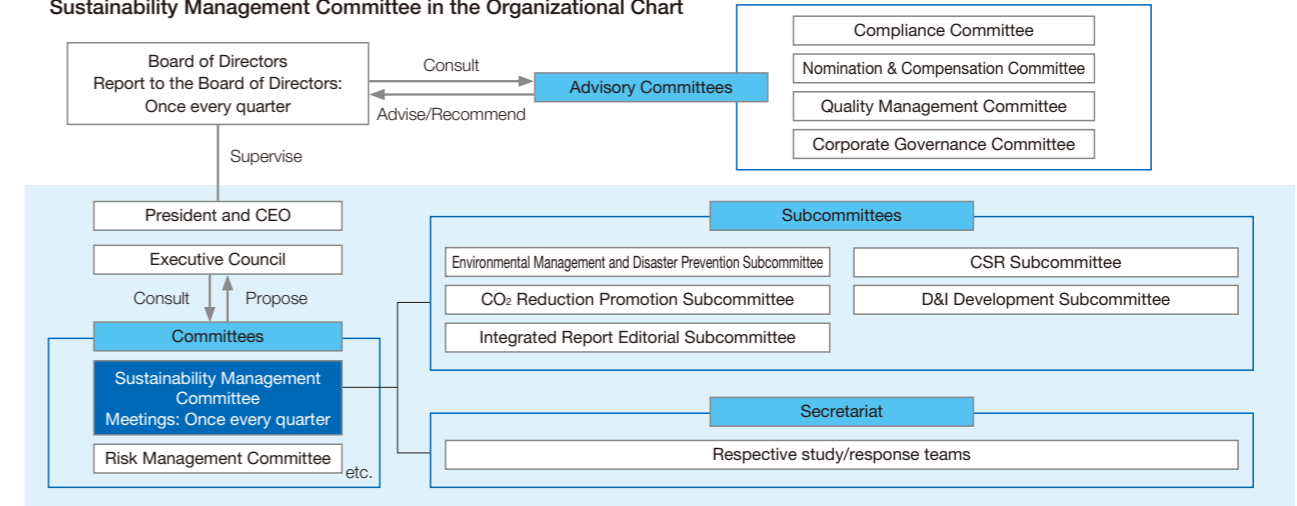 Sustainability Management Committee in the Organizational Chart
Board of Directors
Report to the Board of Directors:
Once every quarter
Consult
Advise/Recommend
Advisory Committees
Compliance Committee
Nomination & Compensation Committee
Quality Management Committee
Corporate Governance Committee
Supervise
President and CEO
Executive Council
Consult
Propose
Committees
Sustainability Management
Committee
Meetings: Once every quarter
Risk Management Committee
etc.
Subcommittees
Environmental Management and Disaster Prevention Subcommittee
CSR Subcommittee
CO₂ Reduction Promotion Subcommittee
D&I Development Subcommittee
Integrated Report Editorial Subcommittee
Secretariat
Respective study/response teams